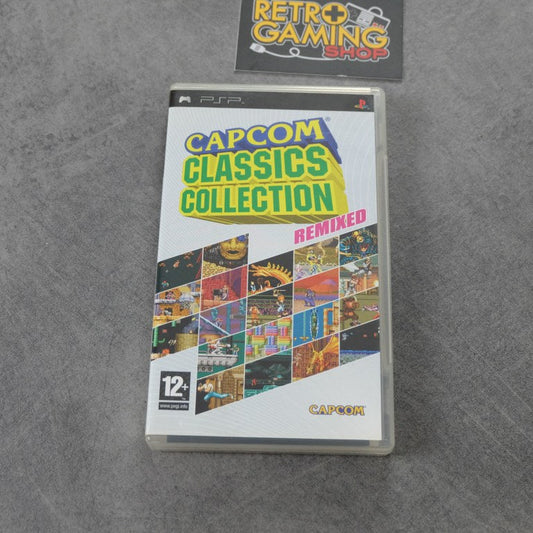 RETRO
GAMING
SHOP
PSP
CAPCOM®
CLASSICS
COLLECTION
REMIXED
12+
www.pegi.info
CAPCOM